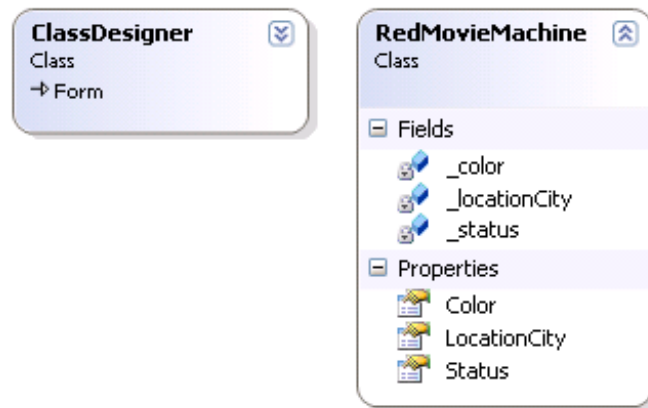 ClassDesigner
Class
Form
RedMovieMachine
Class
Fields
_color
_locationCity
_status
Properties
Color
LocationCity
Status